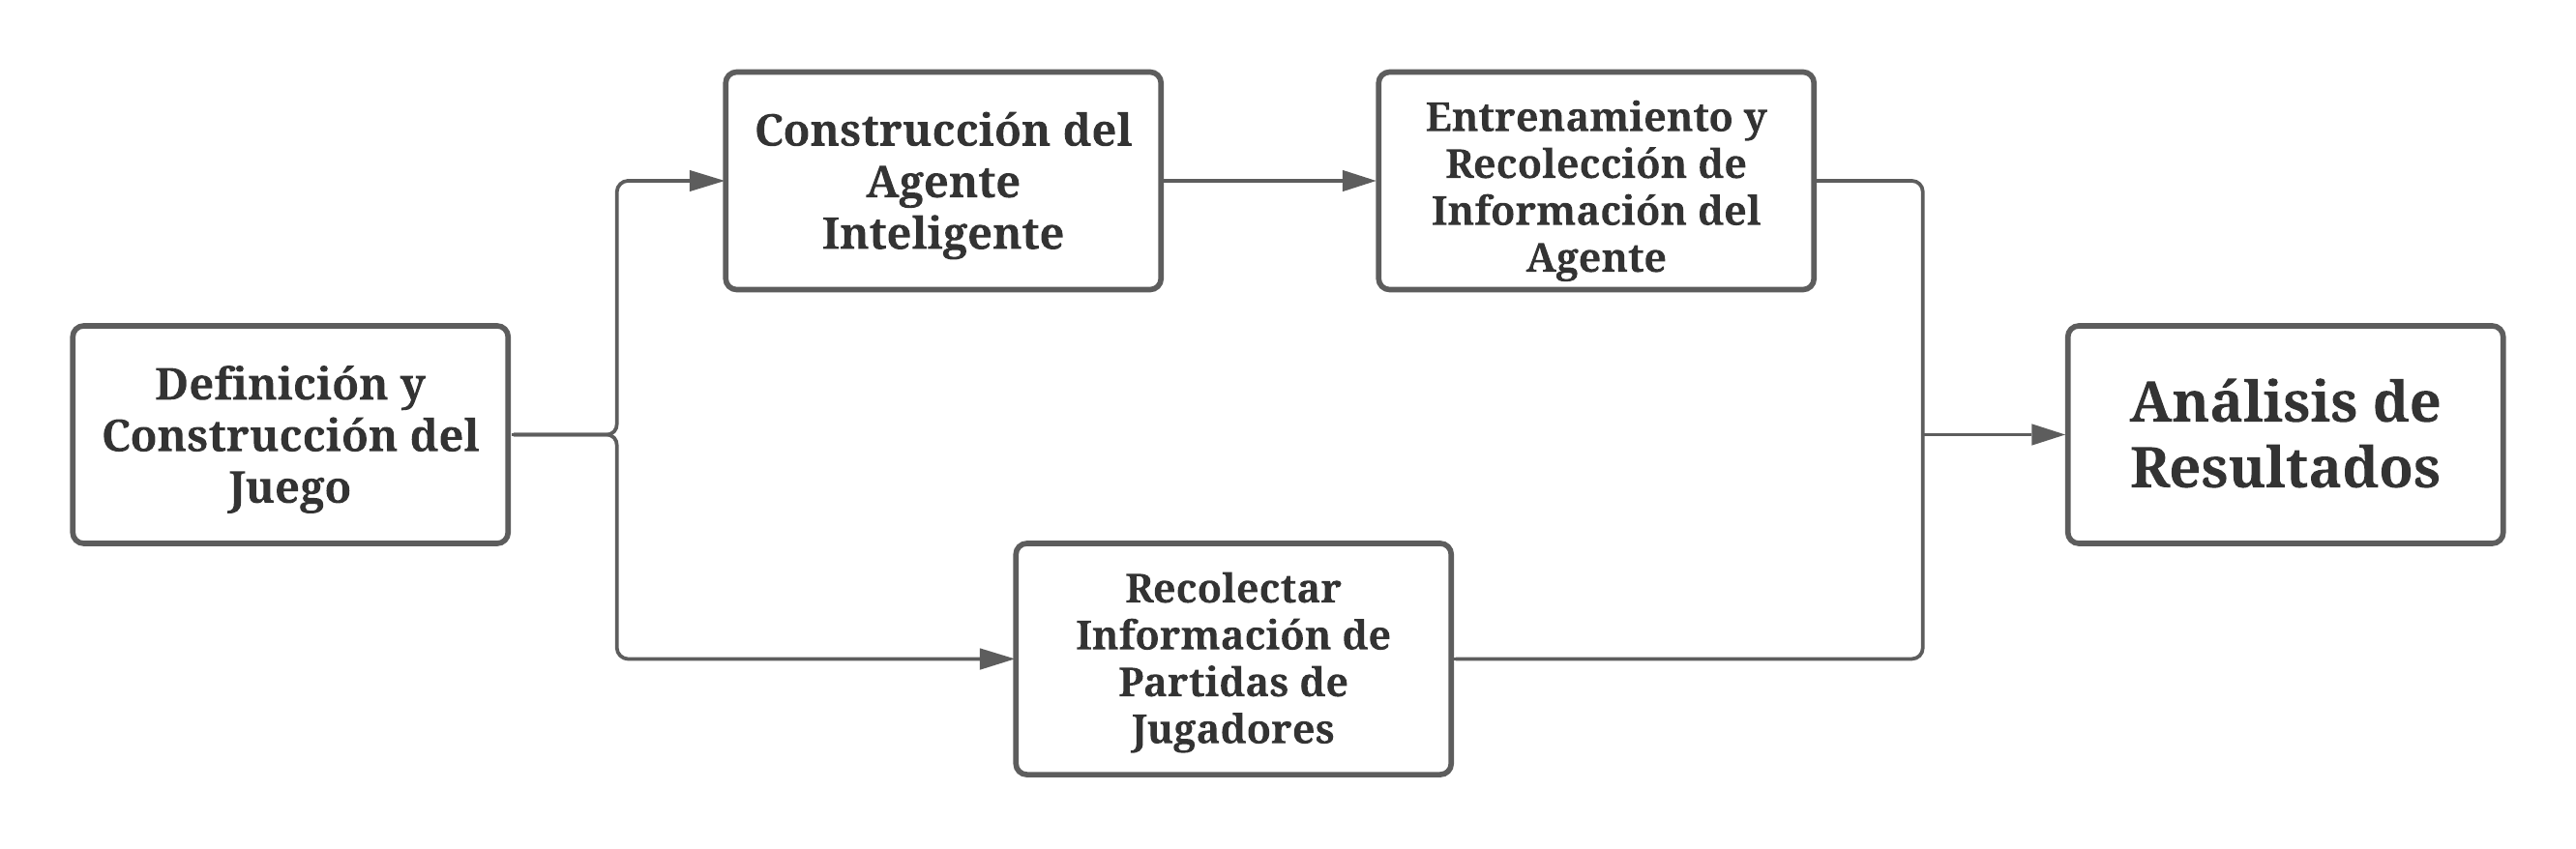 Definición y
Construcción del
Juego
Construcción del
Agente
Inteligente
Entrenamiento y
Recolección de
Información del
Agente
Recolectar
Información de
Partidas de
Jugadores
Análisis de
Resultados